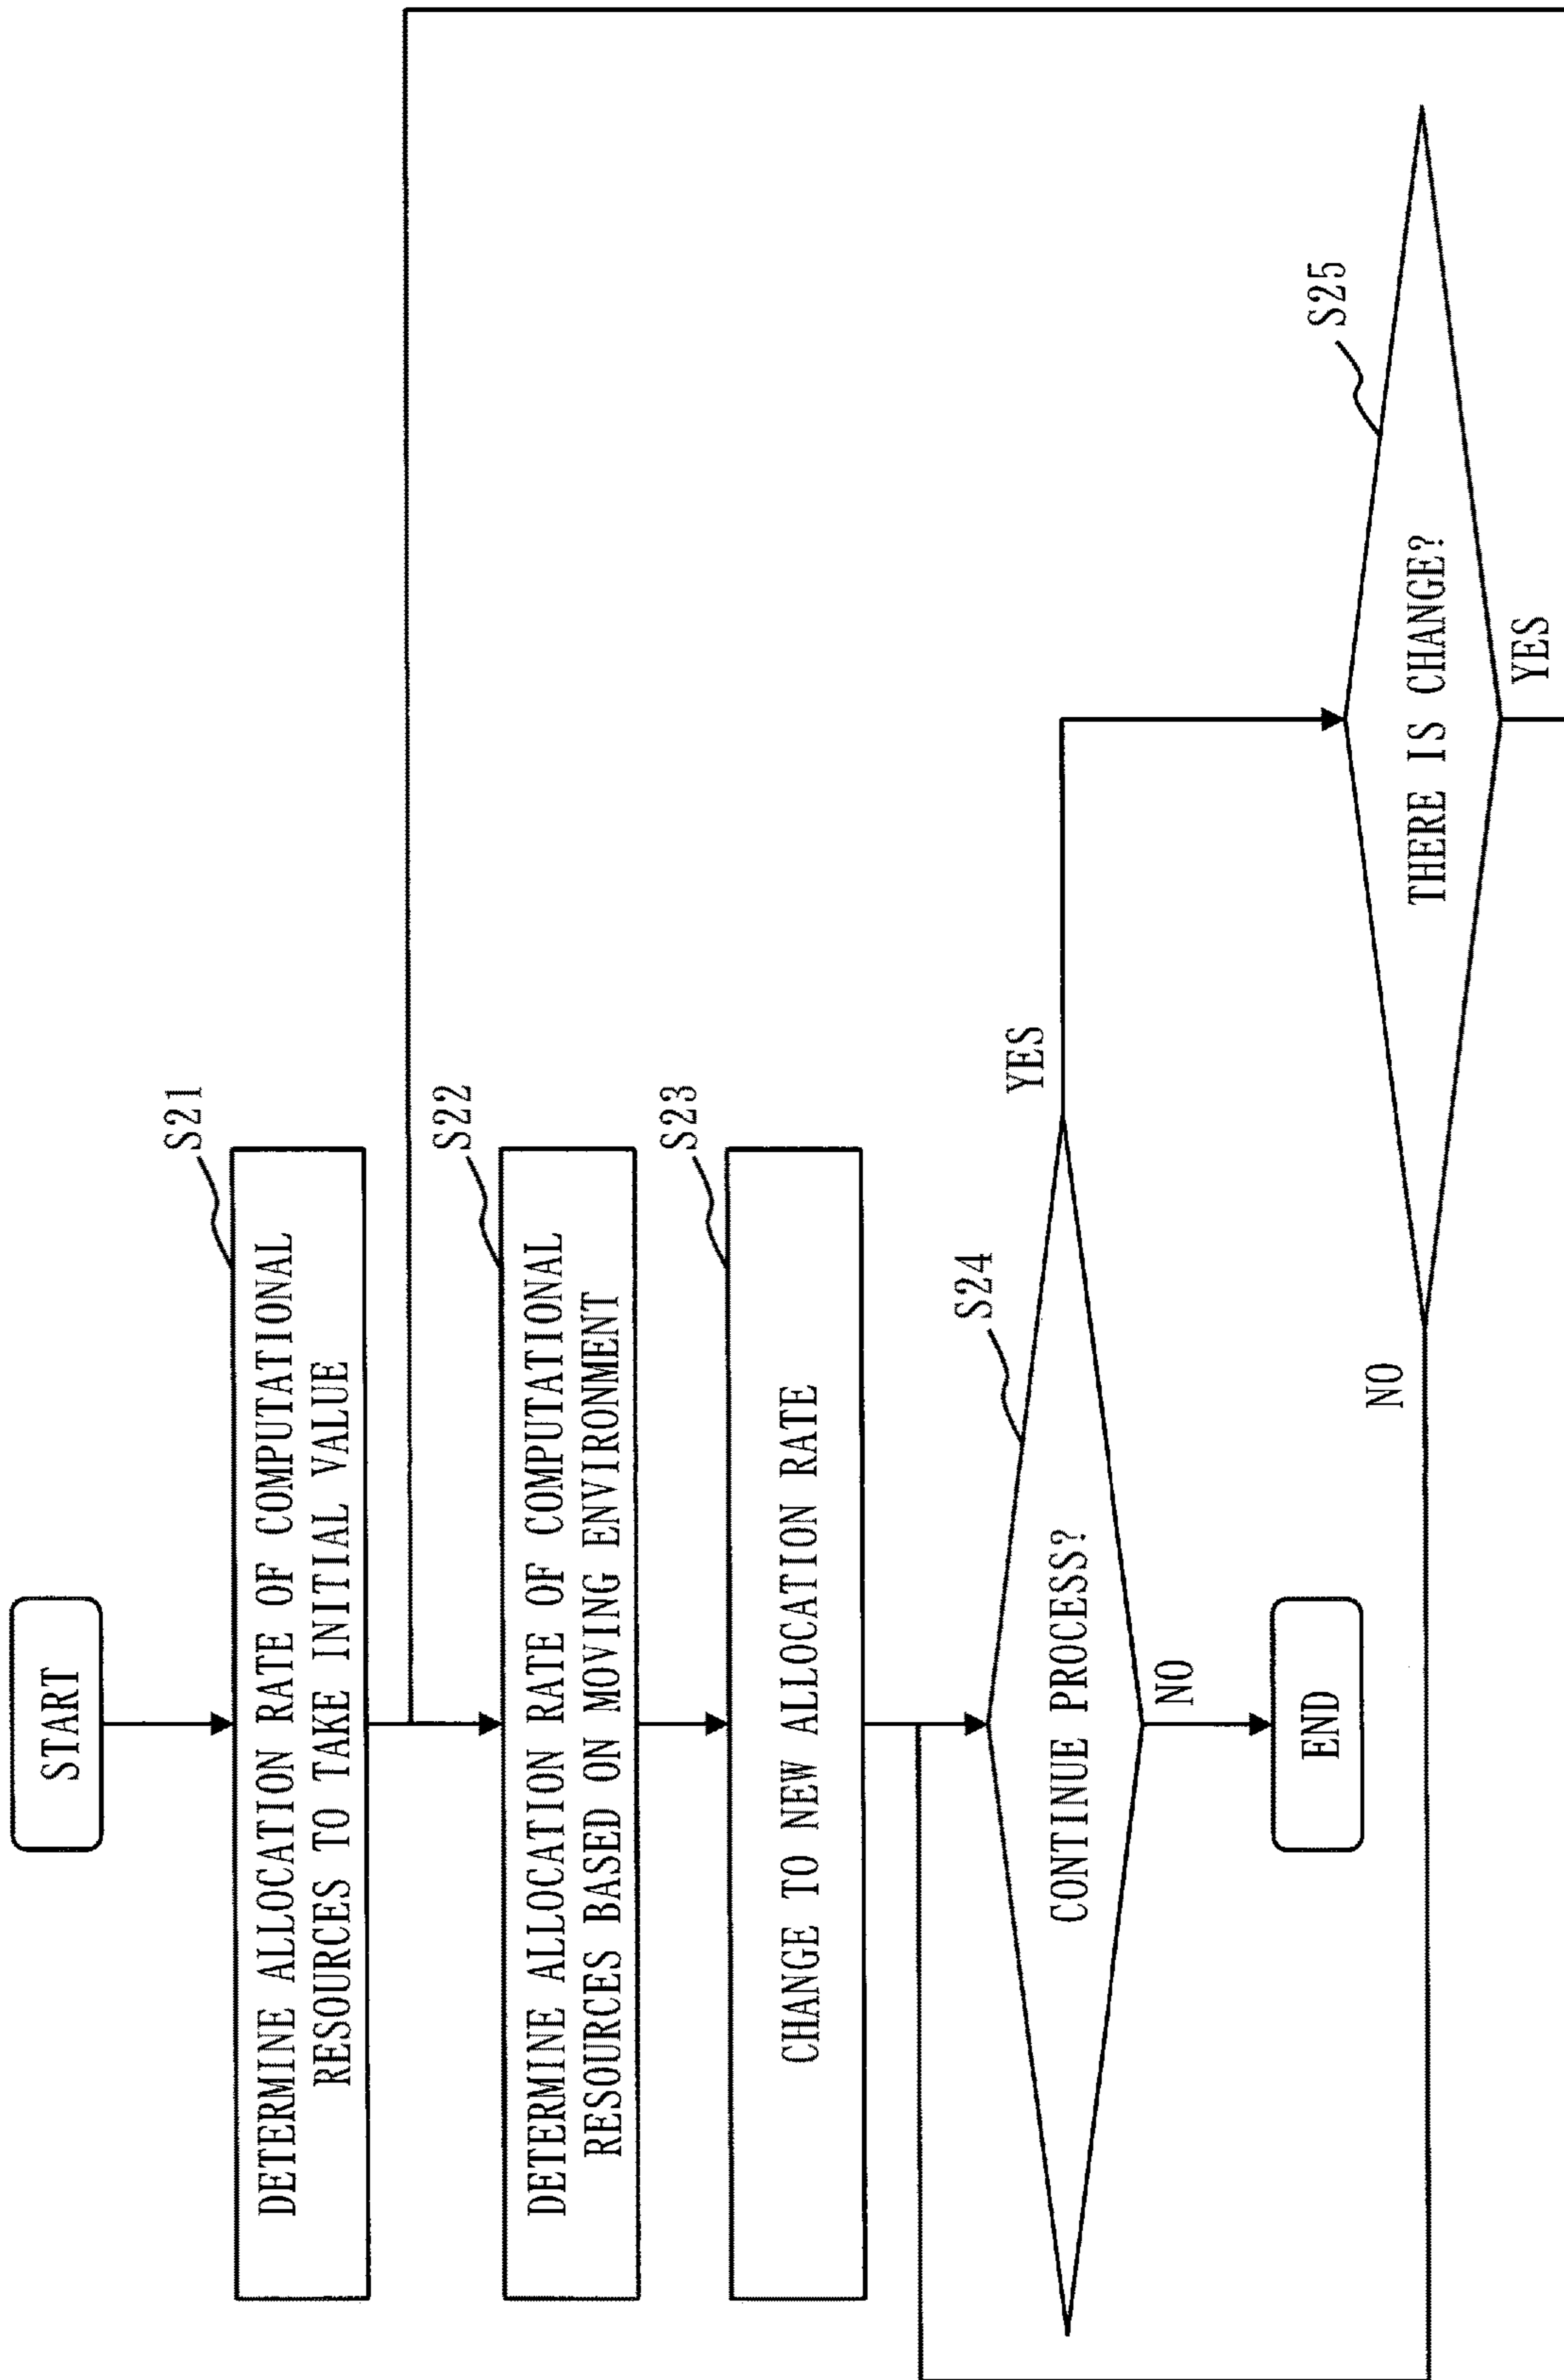 START
S21
DETERMINE ALLOCATION RATE OF COMPUTATIONAL
RESOURCES TO TAKE INITIAL VALUE
S22
DETERMINE ALLOCATION RATE OF COMPUTATIONAL
RESOURCES BASED ON MOVING ENVIRONMENT
S23
CHANGE TO NEW ALLOCATION RATE
S24
CONTINUE PROCESS?
YES
NO
END
S25
THERE IS CHANGE?
NO
YES